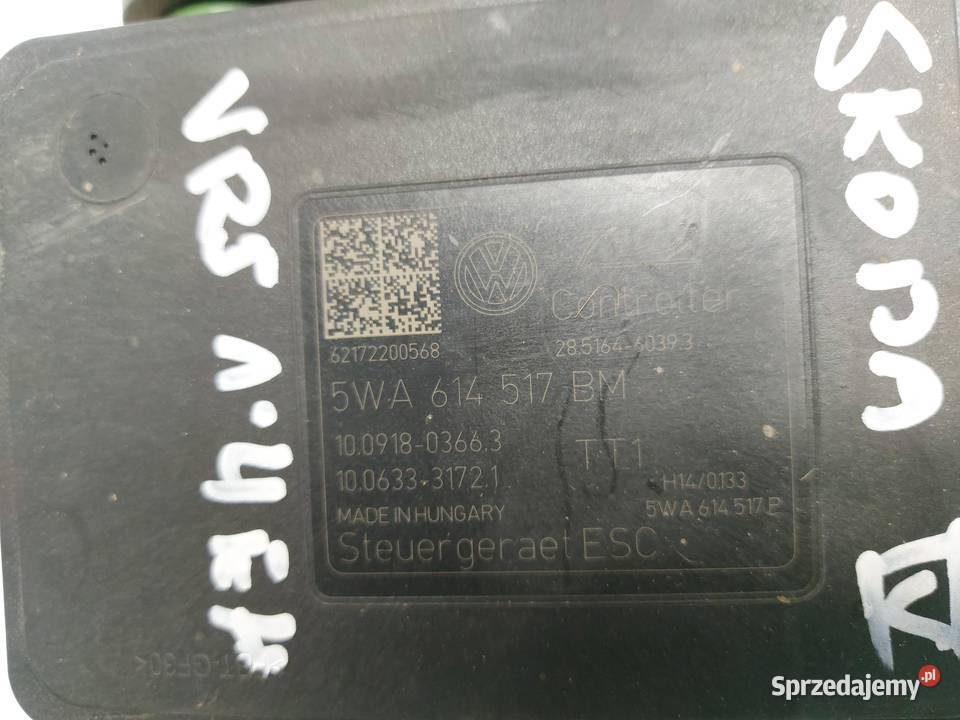 SKODA
VRS 1.4 EH
Controller
62172200568
28.5164-6039.3
5WA 614 517 BM
10.0918-0366.3
TT1
10.0633-3172.1
H14/0133
MADE IN HUNGARY
5WA 614 517 P
Steuergeraet ESC
Sprzedajemy.pl